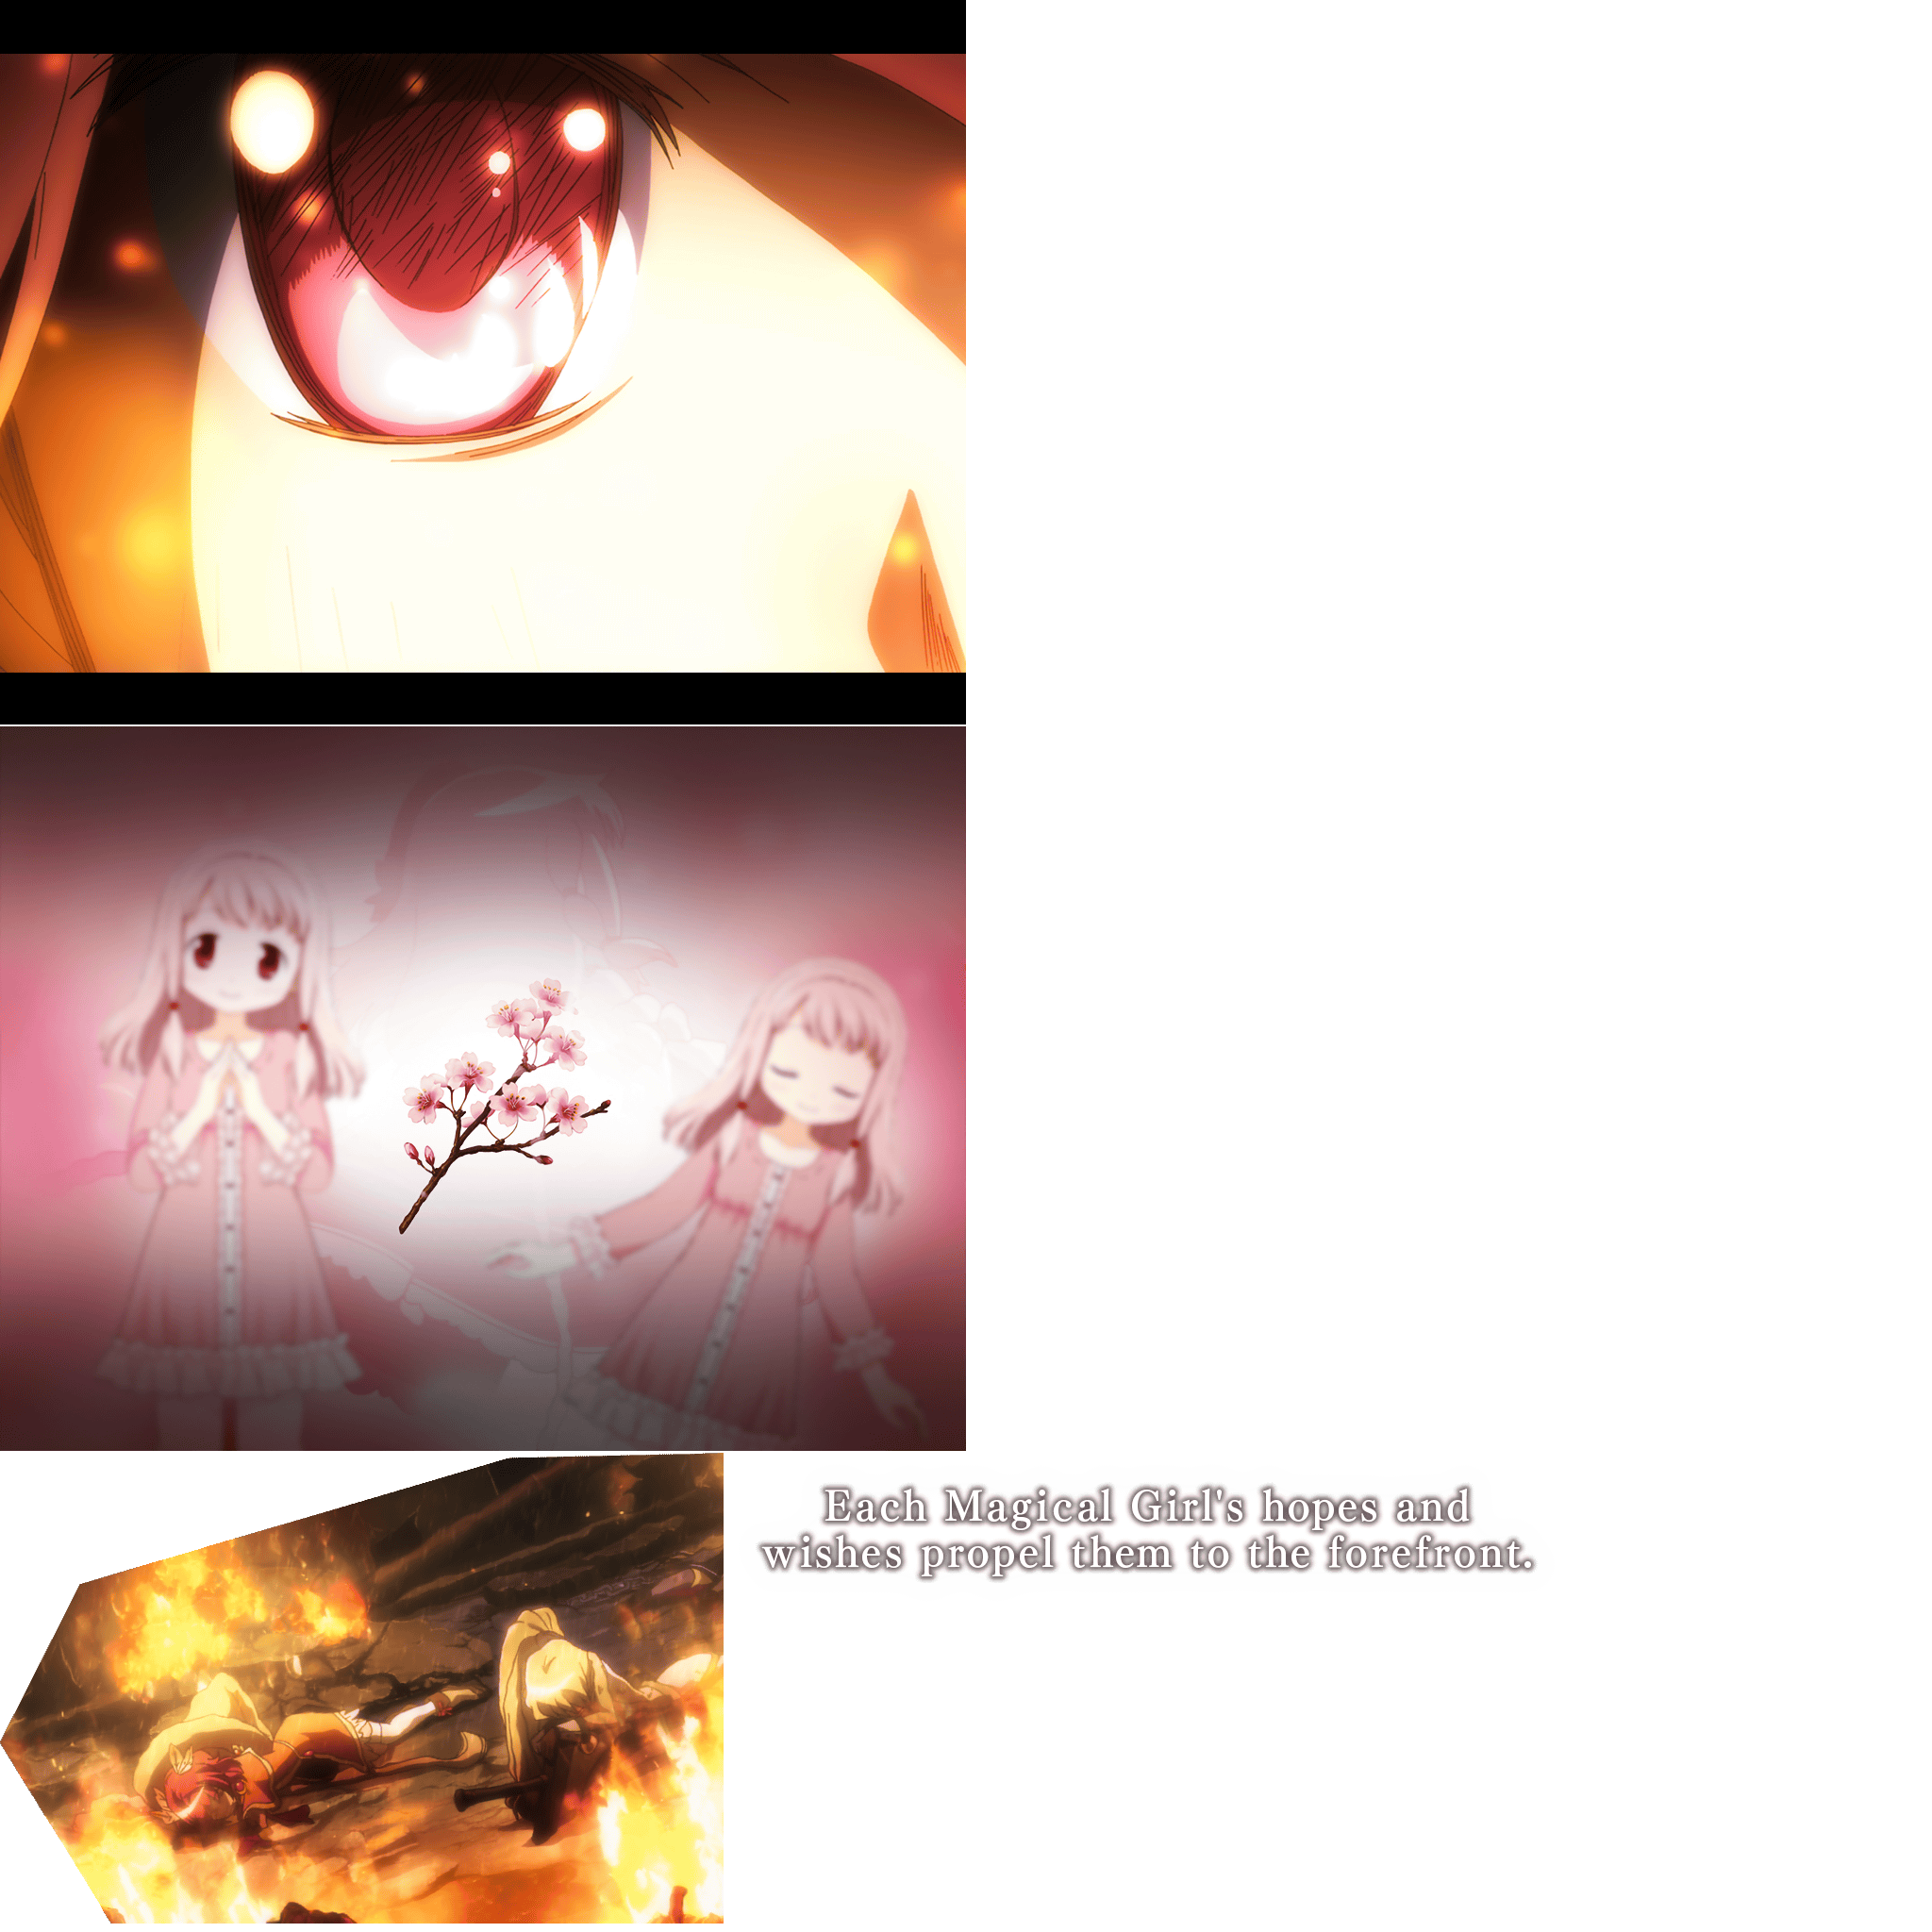 Each Magical Girl's hopes and
wishes propel them to the forefront.